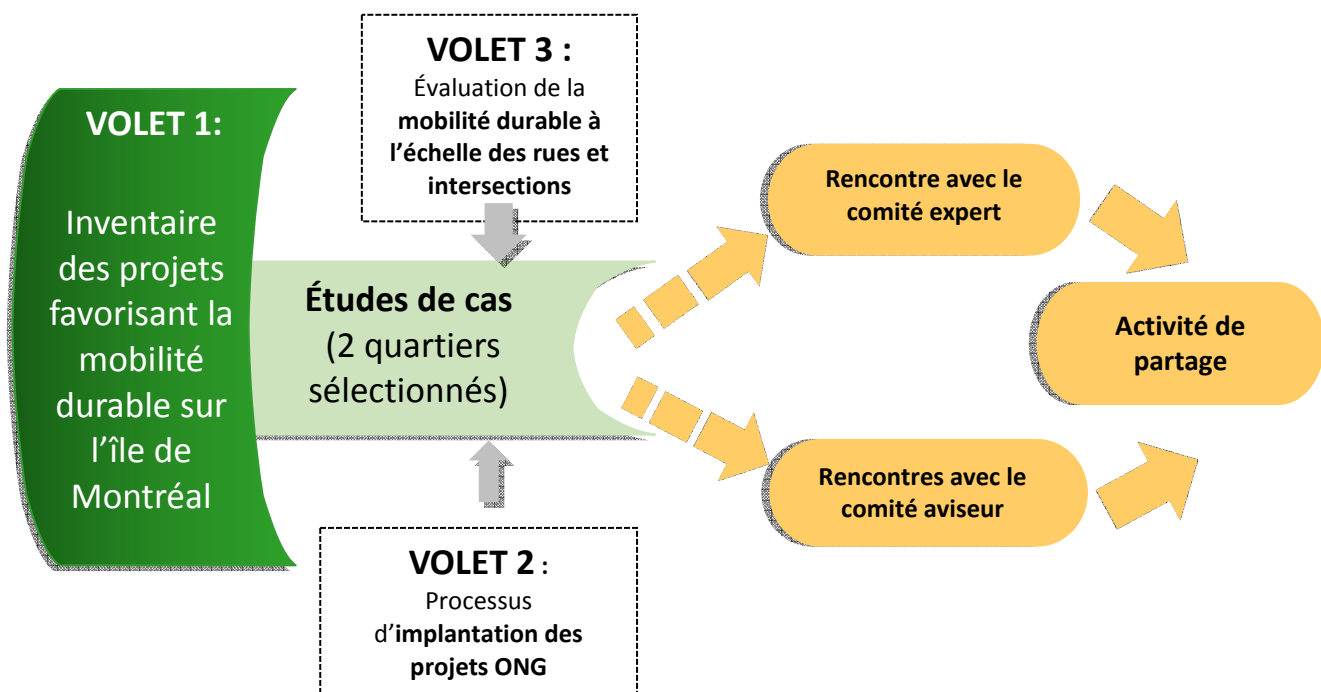 VOLET 1:
Inventaire
des projets
favorisant la
mobilité
durable sur
l'île de
Montréal
VOLET 3 :
Évaluation de la
mobilité durable à
l'échelle des rues et
intersections
Études de cas
(2 quartiers
sélectionnés)
VOLET 2 :
Processus
d'implantation des
projets ONG
Rencontre avec le
comité expert
Rencontres avec le
comité aviseur
Activité de
partage